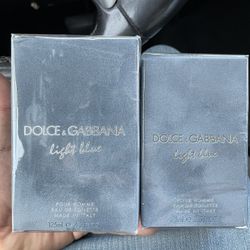 DOLCE & GABBANA
light blue
POUR HOMME
EAU DE TOILETTE
MADE IN ITALY
125ml
DOLCE & GABBANA
light blue
POUR HOMME
EAU DE TOILETTE
MADE IN ITALY